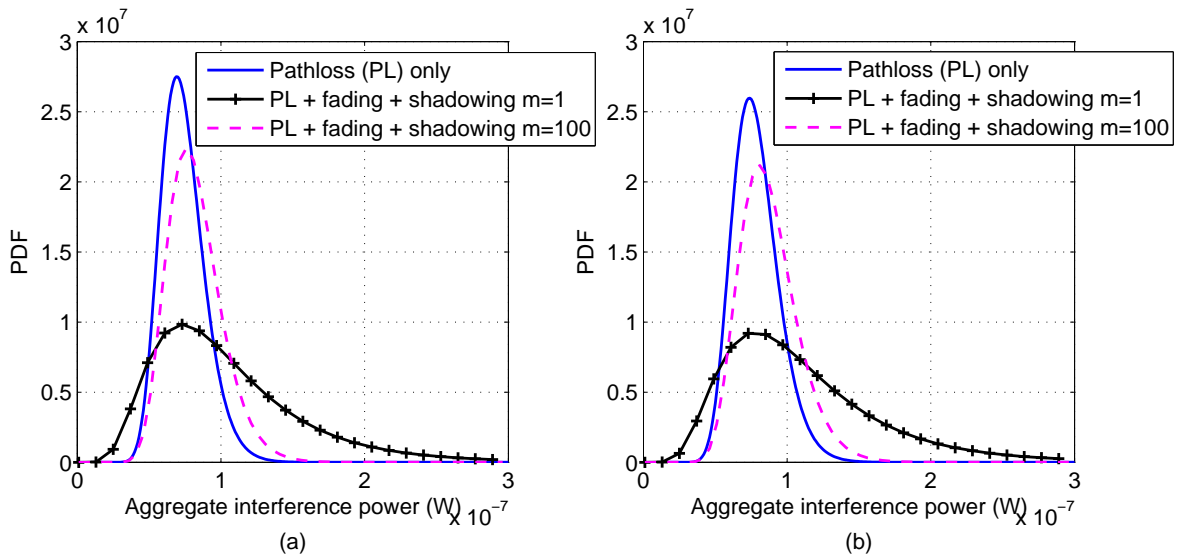 x 10^7
3
2.5
2
1.5
1
0.5
0
PDF
Pathloss (PL) only
PL + fading + shadowing m=1
PL + fading + shadowing m=100
0
1
2
3
Aggregate interference power (W)
x 10^−7
(a)
x 10^7
3
2.5
2
1.5
1
0.5
0
PDF
Pathloss (PL) only
PL + fading + shadowing m=1
PL + fading + shadowing m=100
0
1
2
3
Aggregate interference power (W)
x 10^−7
(b)